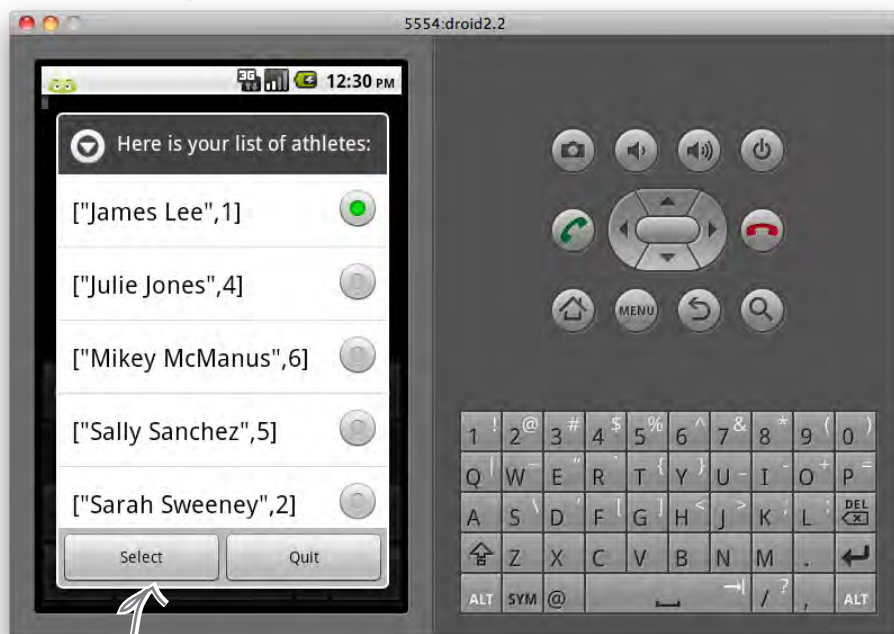 5554:droid2.2
3G 12:30 PM
Here is your list of athletes:
["James Lee",1]
["Julie Jones",4]
["Mikey McManus",6]
["Sally Sanchez",5]
["Sarah Sweeney",2]
Select Quit
MENU
1 ! 2 @ 3 # 4 $ 5 % 6 ^ 7 & 8 * 9 ( 0 )
Q | W ~ E " R ` T { Y } U _ I - O + P =
A S \ D ' F [ G ] H < J > K ; L : DEL
Z X C V B N M .
ALT SYM @ / ? , ALT